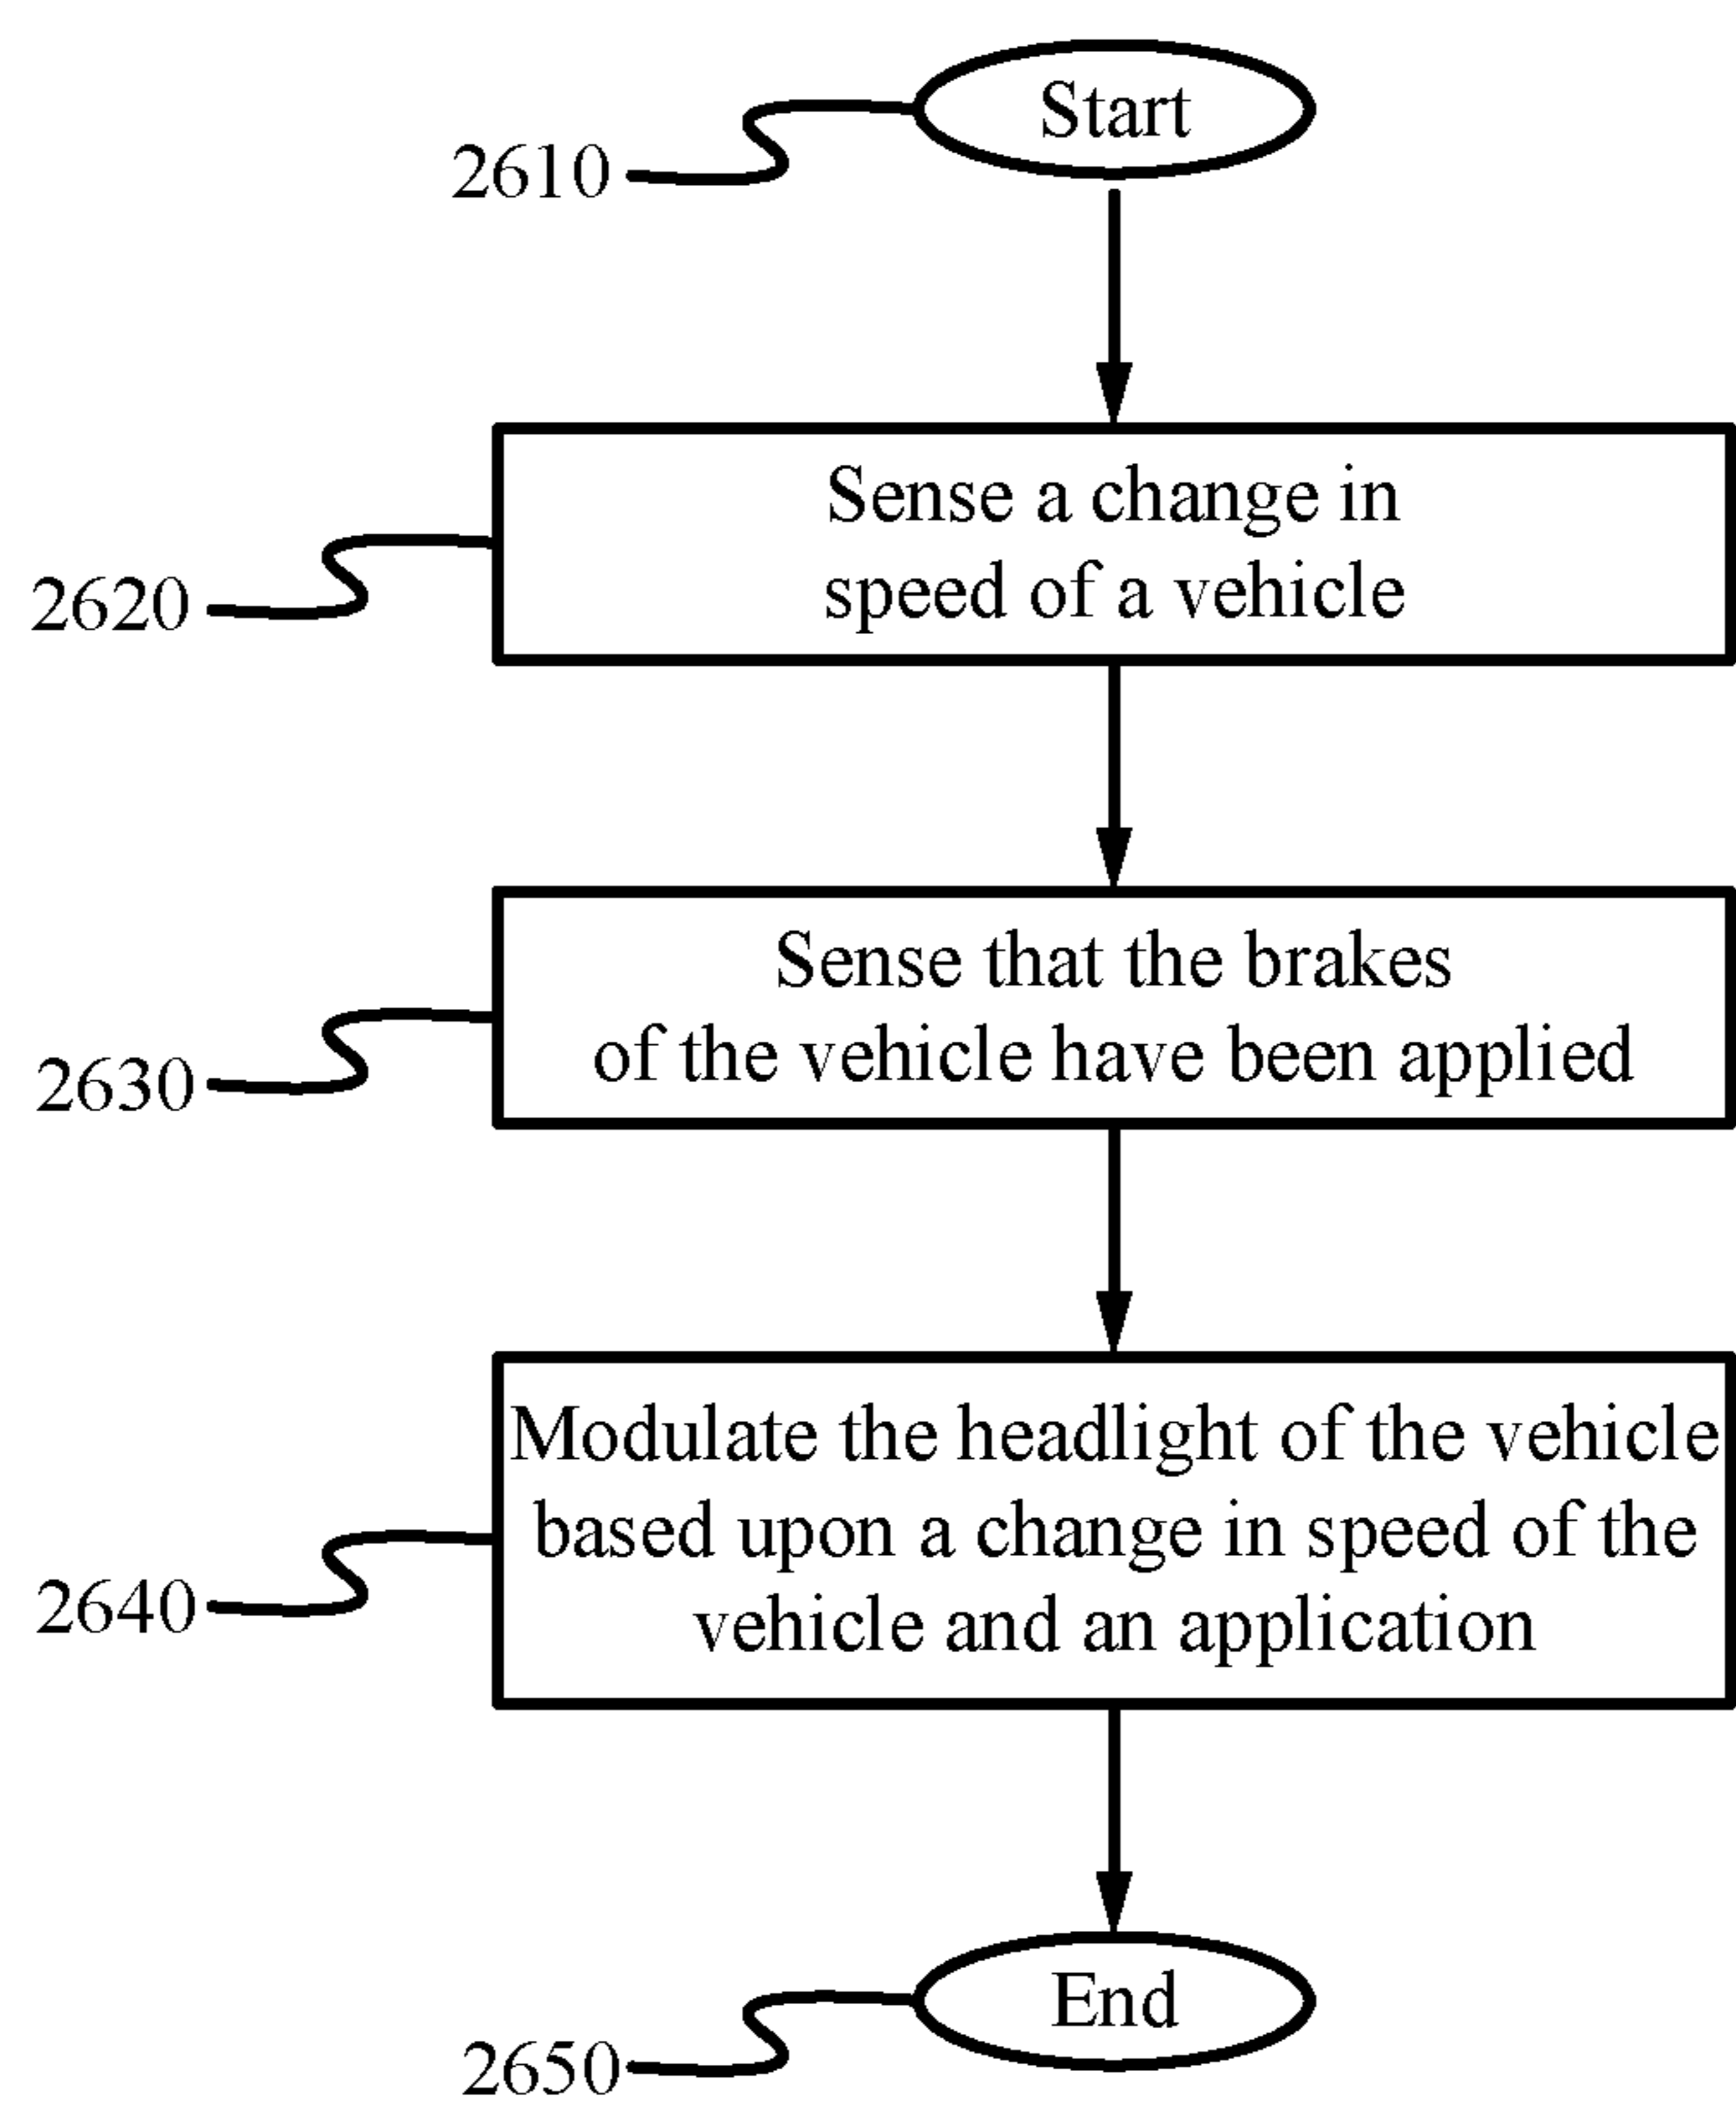 Start
2610
Sense a change in
speed of a vehicle
2620
Sense that the brakes
of the vehicle have been applied
2630
Modulate the headlight of the vehicle
based upon a change in speed of the
vehicle and an application
2640
End
2650